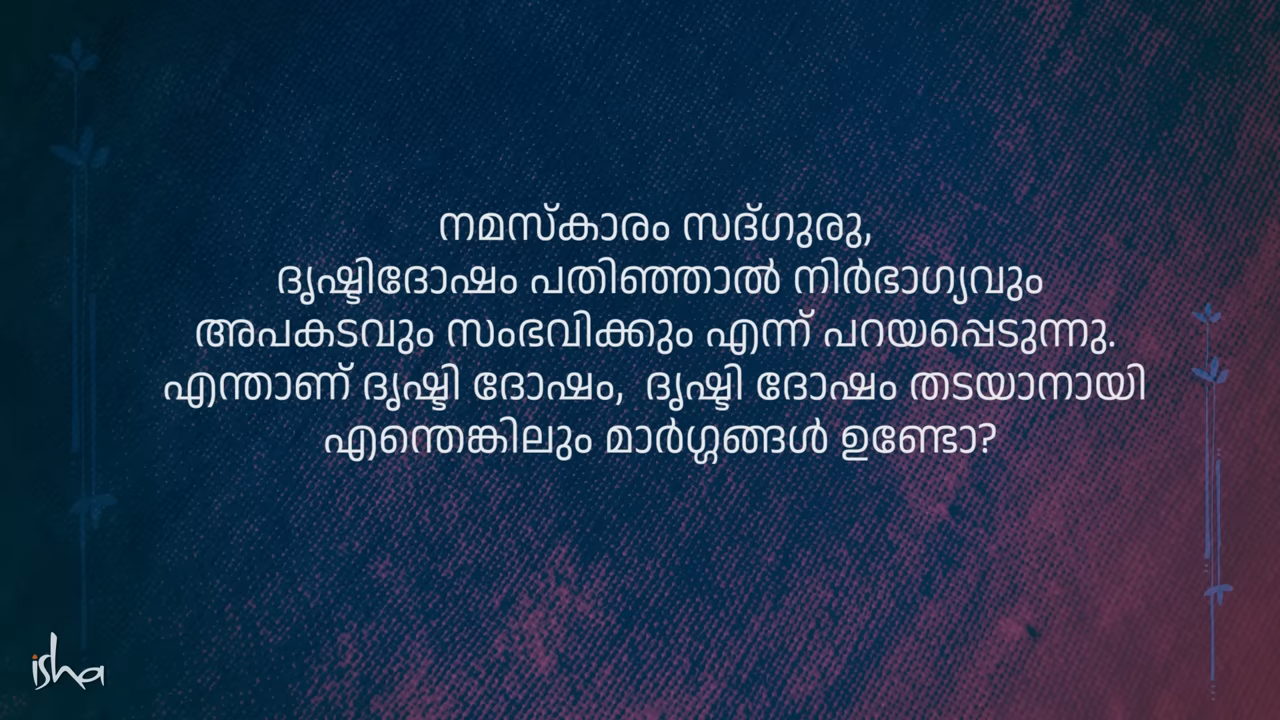 നമസ്കാരം സദ്ഗുരു,
ദൃഷ്ടിദോഷം പതിഞ്ഞാൽ നിർഭാഗ്യവും
അപകടവും സംഭവിക്കും എന്ന് പറയപ്പെടുന്നു.
എന്താണ് ദൃഷ്ടി ദോഷം, ദൃഷ്ടി ദോഷം തടയാനായി
എന്തെങ്കിലും മാർഗ്ഗങ്ങൾ ഉണ്ടോ?
isha